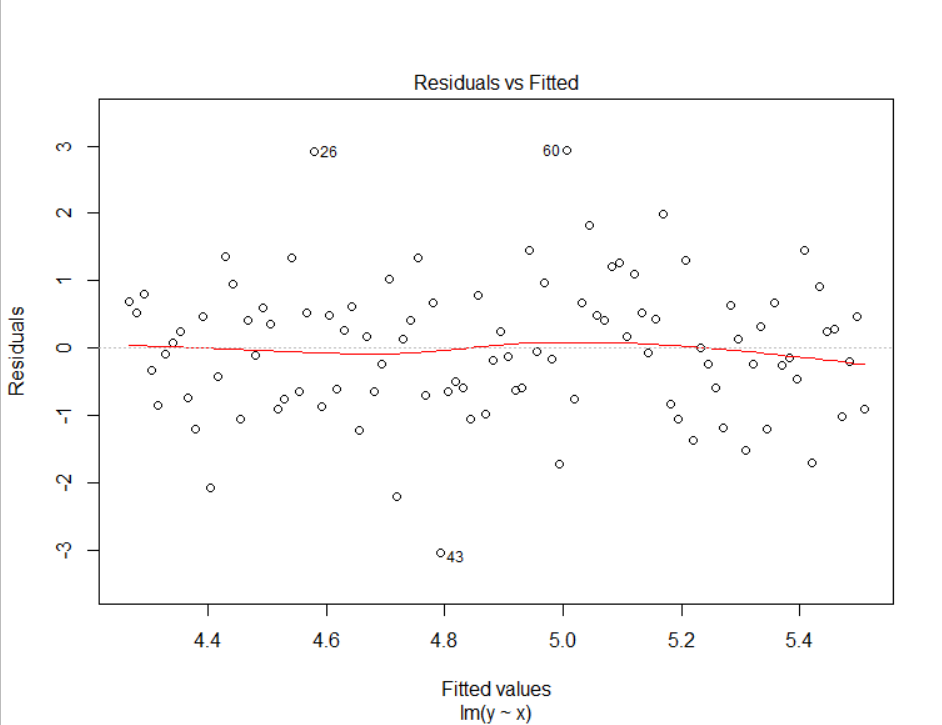 Residuals vs Fitted
3
2
1
0
-1
-2
-3
Residuals
26
60
43
4.4 4.6 4.8 5.0 5.2 5.4
Fitted values
lm(y ~ x)